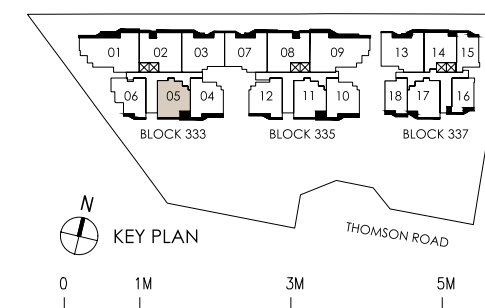 01 02 03 07 08 09 13 14 15
06 05 04 12 11 10 18 17 16
BLOCK 333 BLOCK 335 BLOCK 337
THOMSON ROAD
N
KEY PLAN
0 1M 3M 5M